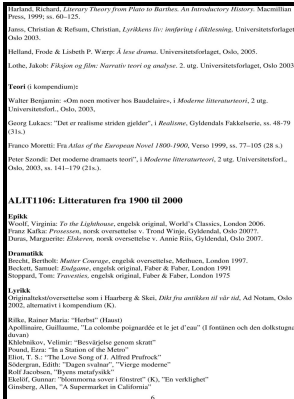 Harland, Richard, Literary Theory from Plato to Barthes. An Introductory History. Macmillian
Press, 1999; ss. 60–125.
Janss, Christian & Refsum, Christian, Lyrikkens liv: innføring i diktlesning, Universitetsforlaget,
Oslo 2003.
Helland, Frode & Lisbeth P. Wærp: Å lese drama. Universitetsforlaget, Oslo, 2005.
Lothe, Jakob: Fiksjon og film: Narrativ teori og analyse. 2. utg. Universitetsforlaget, Oslo 2003
Teori (i kompendium):
Walter Benjamin: «Om noen motiver hos Baudelaire», i Moderne litteraturteori, 2 utg.
Universitetsforl., Oslo, 2003,
Georg Lukacs: "Det er realisme striden gjelder", i Realisme, Gyldendals Fakkelserie, ss. 48-79
(31s.)
Franco Moretti: Fra Atlas of the European Novel 1800-1900, Verso 1999, ss. 77–105 (28 s.)
Peter Szondi: Det moderne dramaets teori", i Moderne litteraturteori, 2 utg. Universitetsforl.,
Oslo, 2003, ss. 141–179 (21s.).
ALIT1106: Litteraturen fra 1900 til 2000
Epikk
Woolf, Virginia: To the Lighthouse, engelsk original, World's Classics, London 2006.
Franz Kafka: Prosessen, norsk oversettelse v. Trond Winje, Gyldendal, Oslo 200??.
Duras, Marguerite: Elskeren, norsk oversettelse v. Annie Riis, Gyldendal, Oslo 2007.
Dramatikk
Brecht, Bertholt: Mutter Courage, engelsk oversettelse, Methuen, London 1997.
Beckett, Samuel: Endgame, engelsk original, Faber & Faber, London 1991
Stoppard, Tom: Travesties, engelsk original, Faber & Faber, London 1975
Lyrikk
Originaltekst/oversettelse som i Haarberg & Skei, Dikt fra antikken til vår tid, Ad Notam, Oslo
2002, alternativt i kompendium (K).
Rilke, Rainer Maria: "Herbst" (Haust)
Apollinaire, Guillaume, "La colombe poignardée et le jet d'eau" (I fontänen och den dolkstugna
duvan)
Khlebnikov, Velimir: "Besvärjelse genom skratt"
Pound, Ezra: "In a Station of the Metro"
Eliot, T. S.: "The Love Song of J. Alfred Prufrock"
Södergran, Edith: "Dagen svalnar", "Vierge moderne"
Rolf Jacobsen, "Byens metafysikk"
Ekelöf, Gunnar: "blommorna sover i fönstret" (K), "En verklighet"
Ginsberg, Allen, "A Supermarket in California"
6